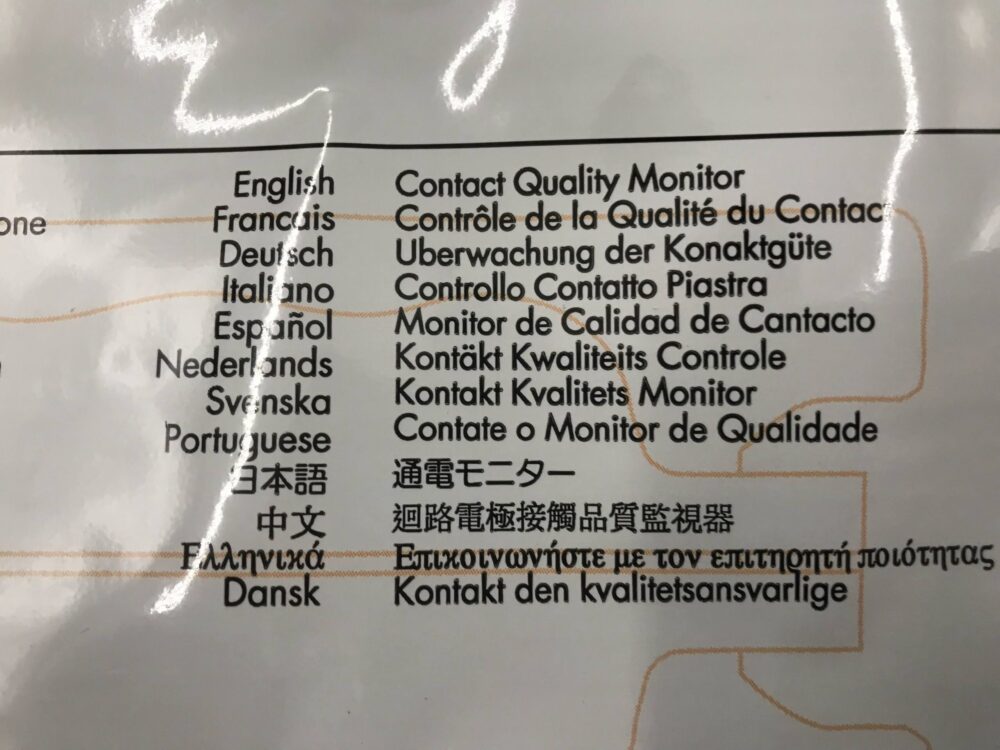 English Contact Quality Monitor
one Francais Contrôle de la Qualité du Contac
Deutsch Uberwachung der Konaktgüte
Italiano Controllo Contatto Piastra
Español Monitor de Calidad de Cantacto
Nederlands Kontäkt Kwaliteits Controle
Svenska Kontakt Kvalitets Monitor
Portuguese Contate o Monitor de Qualidade
日本語 通電モニター
中文 迴路電極接觸品質監視器
Ελληνικά Επικοινωνήστε με τον επιτηρητή ποιότητας
Dansk Kontakt den kvalitetsansvarlige